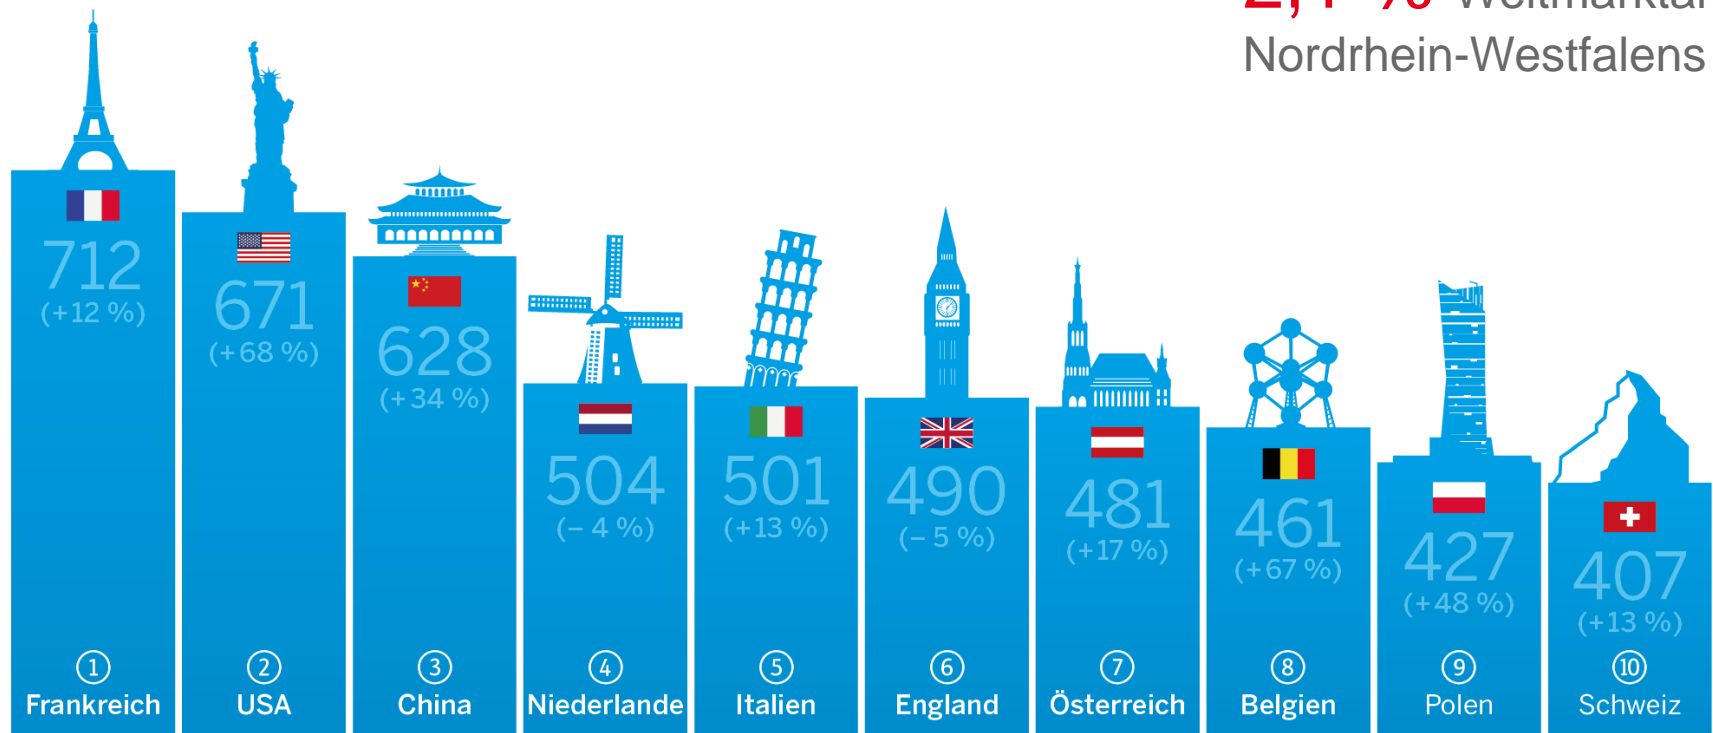 Nordrhein-Westfalens
712
(+12 %)
1
Frankreich
671
(+68 %)
2
USA
628
(+34 %)
3
China
504
(– 4 %)
4
Niederlande
501
(+13 %)
5
Italien
490
(– 5 %)
6
England
481
(+17 %)
7
Österreich
461
(+67 %)
8
Belgien
427
(+48 %)
9
Polen
407
(+13 %)
10
Schweiz